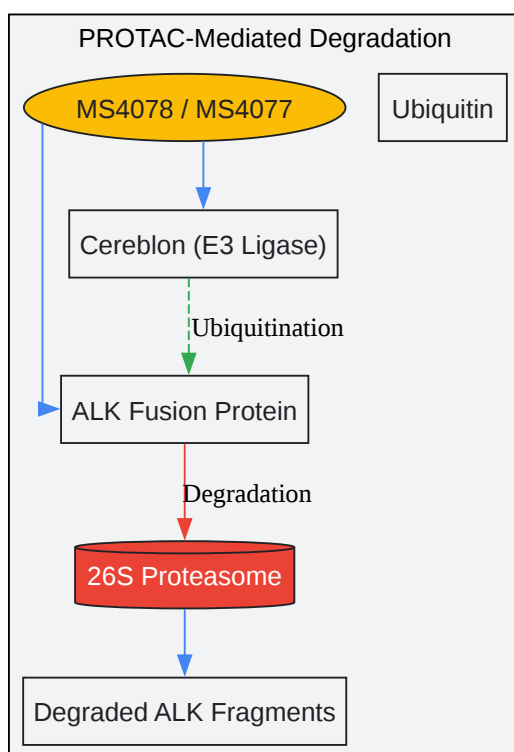 PROTAC-Mediated Degradation
MS4078 / MS4077
Ubiquitin
Cereblon (E3 Ligase)
Ubiquitination
ALK Fusion Protein
Degradation
26S Proteasome
Degraded ALK Fragments